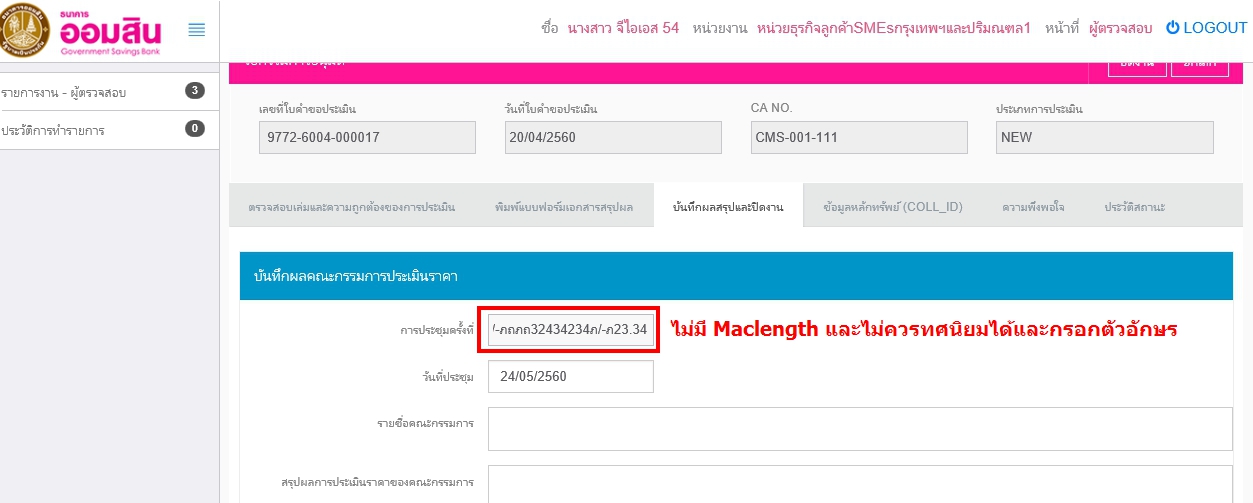 ธนาคาร
ออมสิน
Government Savings Bank
ชื่อ นางสาว จีไอเอส 54 หน่วยงาน หน่วยธุรกิจลูกค้าSMEsกรุงเทพฯและปริมณฑล1 หน้าที่ ผู้ตรวจสอบ LOGOUT
รายการงาน - ผู้ตรวจสอบ 3
ประวัติการทำรายการ 0
เลขที่ใบคำขอประเมิน วันที่ใบคำขอประเมิน CA NO. ประเภทการประเมิน
9772-6004-000017 20/04/2560 CMS-001-111 NEW
ตรวจสอบเล่มและความถูกต้องของการประเมิน พิมพ์แบบฟอร์มเอกสารสรุปผล บันทึกผลสรุปและปิดงาน ข้อมูลหลักทรัพย์ (COLL_ID) ความพึงพอใจ ประวัติสถานะ
บันทึกผลคณะกรรมการประเมินราคา
การประชุมครั้งที่ /-ภถภถ32434234ภ/-ภ23.34 ไม่มี Maclength และไม่ควรทศนิยมได้และกรอกตัวอักษร
วันที่ประชุม 24/05/2560
รายชื่อคณะกรรมการ
สรุปผลการประเมินราคาของคณะกรรมการ